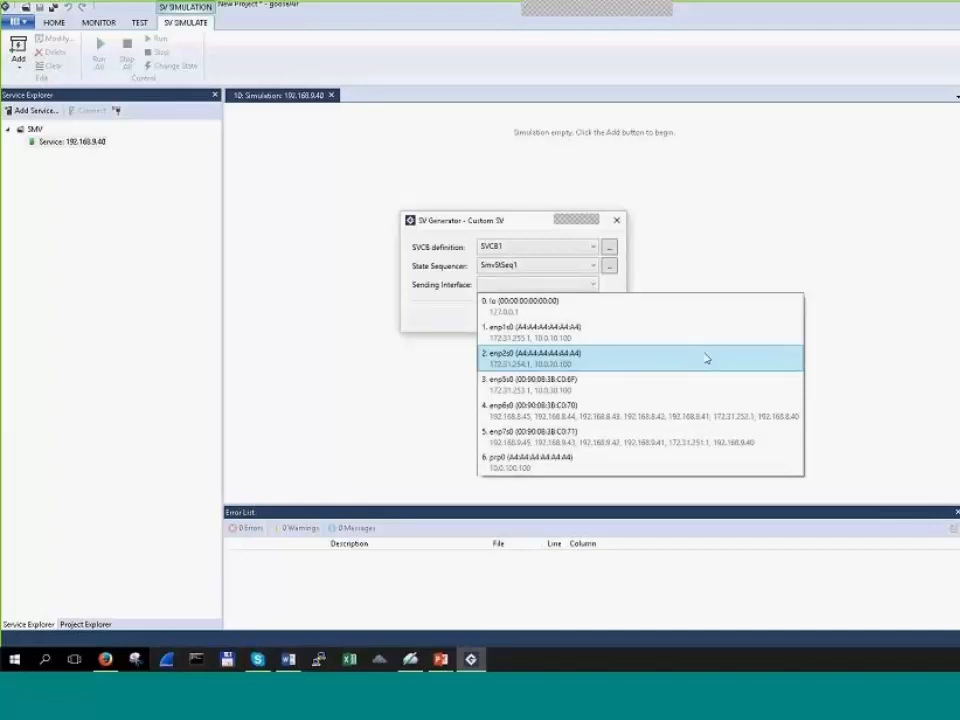 SV SIMULATION New Project * - goose4dr
HOME MONITOR TEST SV SIMULATE
Modify...
Add Delete
Clear
Edit
Run All
Stop All
Run
Stop
Change State
Control
Service Explorer
10: Simulation: 192.168.9.40
Add Service... Connect
Simulation empty. Click the Add button to begin.
SMV
Service: 192.168.9.40
SV Generator - Custom SV
SVCB definition: SVCB1 ...
State Sequencer: SmvStSeq1 ...
Sending Interface:
0. lo (00:00:00:00:00:00)
127.0.0.1
1. enp1s0 (A4:A4:A4:A4:A4:A4)
172.31.255.1, 10.0.10.100
2. enp2s0 (A4:A4:A4:A4:A4:A4)
172.31.254.1, 10.0.20.100
3. enp5s0 (00:90:0B:3B:C0:6F)
172.31.253.1, 10.0.30.100
4. enp6s0 (00:90:0B:3B:C0:70)
192.168.8.45, 192.168.8.44, 192.168.8.43, 192.168.8.42, 192.168.8.41, 172.31.252.1, 192.168.8.40
5. enp7s0 (00:90:0B:3B:C0:71)
192.168.9.45, 192.168.9.43, 192.168.9.42, 192.168.9.41, 172.31.251.1, 192.168.9.40
6. prp0 (A4:A4:A4:A4:A4:A4)
10.0.100.100
Error List
0 Errors 0 Warnings 0 Messages
Description File Line Column
Service Explorer Project Explorer